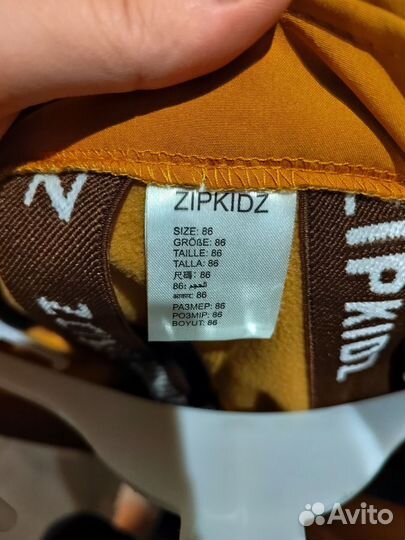 ZIPKIDZ
SIZE: 86
GRÖßE: 86
TAILLE: 86
TALLA: 86
尺碼: 86
الحجم: 86
आकार: 86
РАЗМЕР: 86
РОЗМІР: 86
BOYUT: 86
ZIPKIDZ
Avito